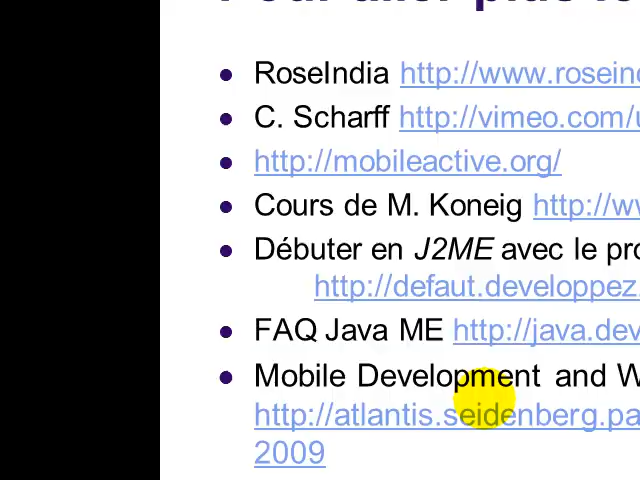 RoseIndia http://www.rosein
C. Scharff http://vimeo.com/u
http://mobileactive.org/
Cours de M. Koneig http://w
Débuter en J2ME avec le pro
http://defaut.developpez.
FAQ Java ME http://java.dev
Mobile Development and W
http://atlantis.seidenberg.pa
2009